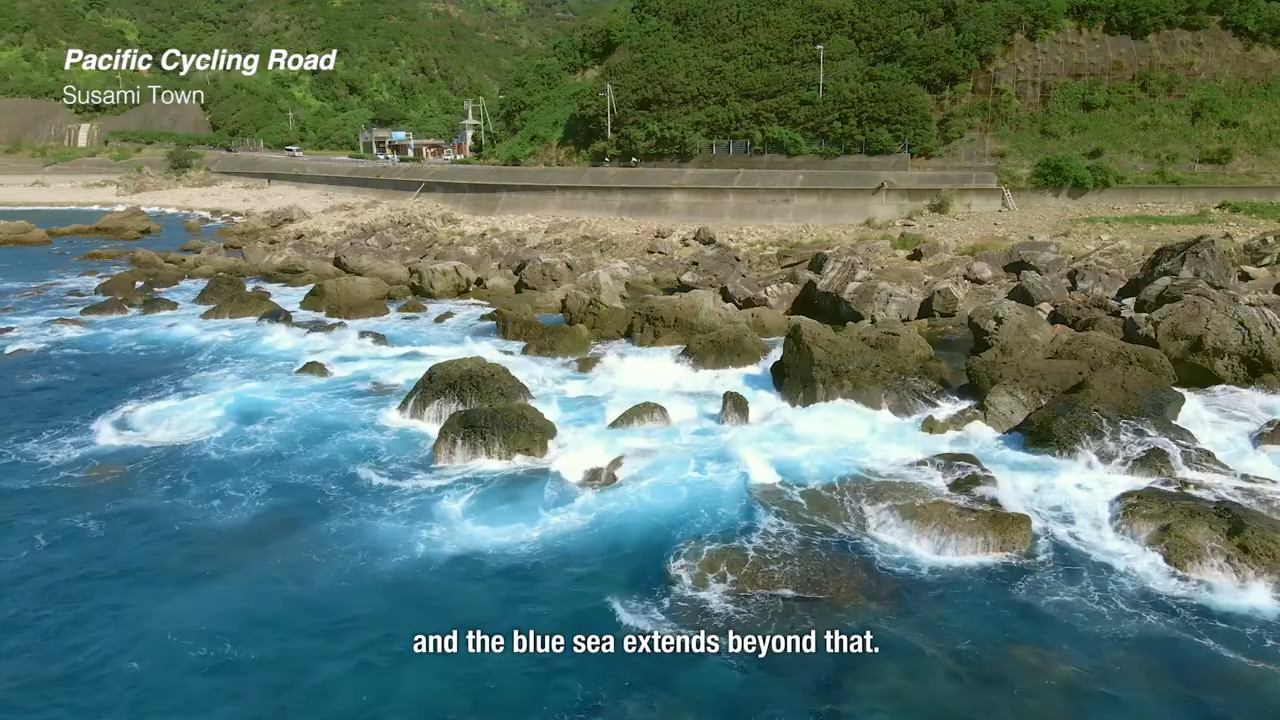 Pacific Cycling Road
Susami Town
and the blue sea extends beyond that.